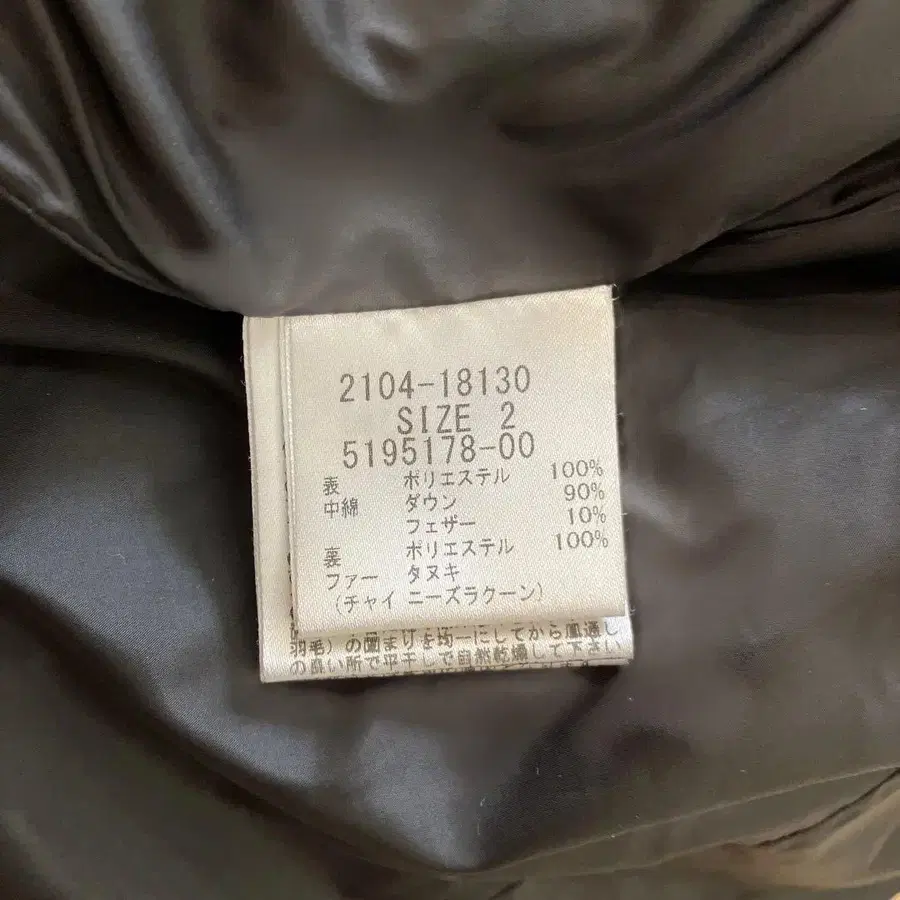 2104-18130
SIZE 2
5195178-00
表 ポリエステル 100%
中綿 ダウン 90%
フェザー 10%
裏 ポリエステル 100%
ファー タヌキ
(チャイニーズラクーン)
羽毛)の固まりを均一にしてから風通し
の良い所で平干しで自然乾燥して下さい